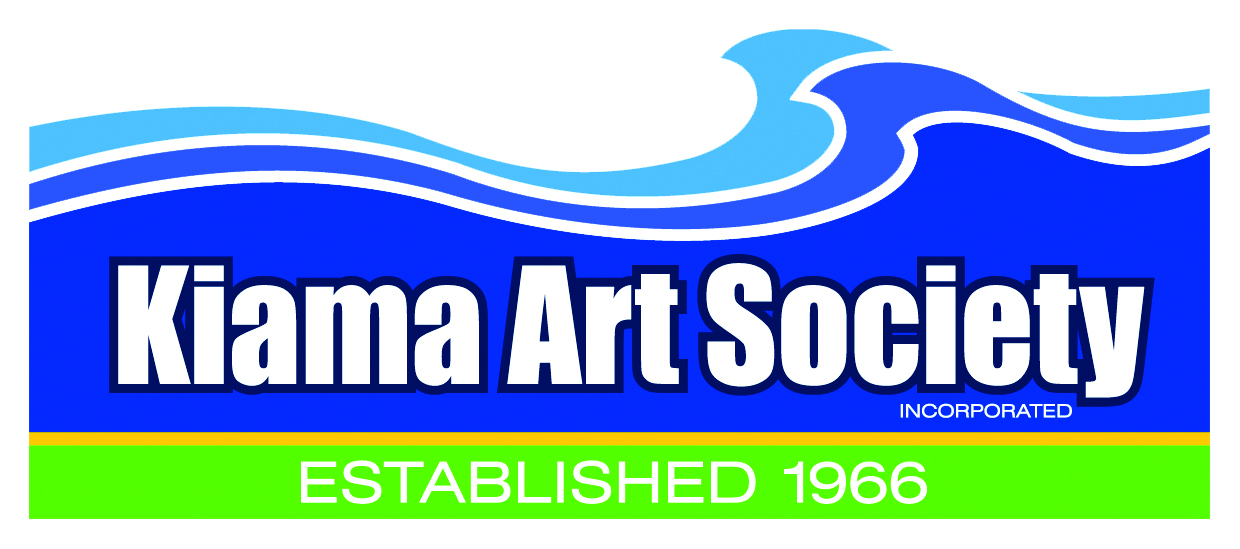 Kiama Art Society
INCORPORATED
ESTABLISHED 1966